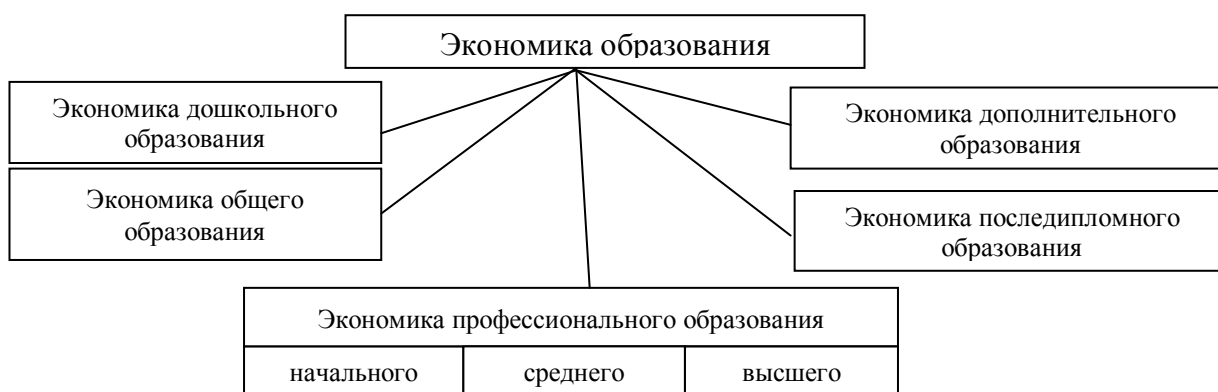 Экономика образования
Экономика дошкольного
образования
Экономика дополнительного
образования
Экономика общего
образования
Экономика последипломного
образования
Экономика профессионального образования
начального
среднего
высшего